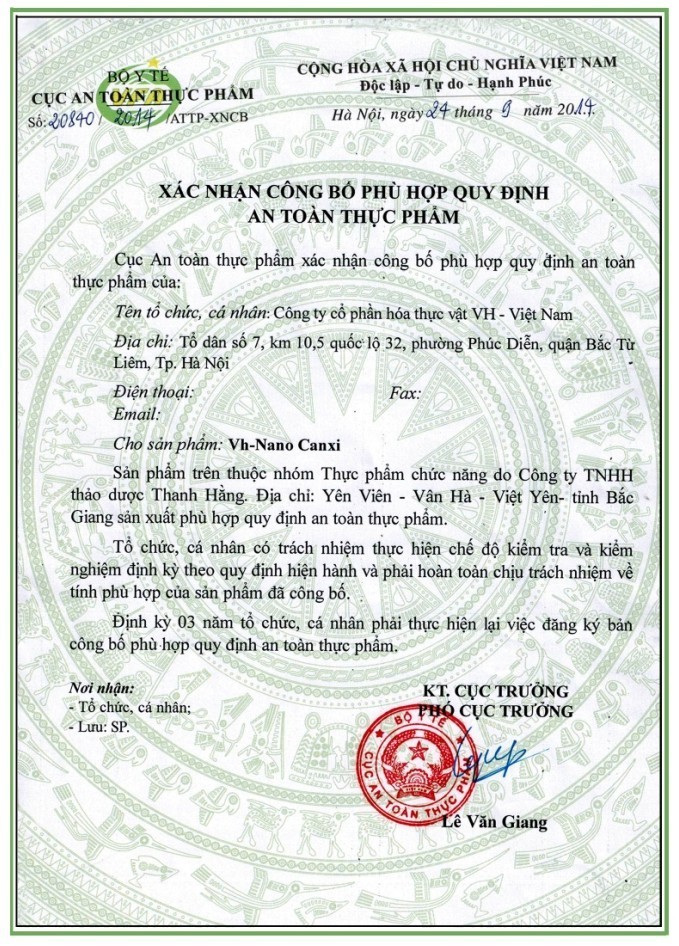 BỘ Y TẾ
CỤC AN TOÀN THỰC PHẨM
Số: 20840 / 2014 /ATTP-XNCB
CỘNG HÒA XÃ HỘI CHỦ NGHĨA VIỆT NAM
Độc lập - Tự do - Hạnh Phúc
Hà Nội, ngày 24 tháng 9 năm 2014
XÁC NHẬN CÔNG BỐ PHÙ HỢP QUY ĐỊNH
AN TOÀN THỰC PHẨM
Cục An toàn thực phẩm xác nhận công bố phù hợp quy định an toàn
thực phẩm của:
Tên tổ chức, cá nhân: Công ty cổ phần hóa thực vật VH - Việt Nam
Địa chỉ: Tổ dân số 7, km 10,5 quốc lộ 32, phường Phúc Diễn, quận Bắc Từ
Liêm, Tp. Hà Nội
Điện thoại: Fax:
Email:
Cho sản phẩm: Vh-Nano Canxi
Sản phẩm trên thuộc nhóm Thực phẩm chức năng do Công ty TNHH
thảo dược Thanh Hằng. Địa chỉ: Yên Viên - Vân Hà - Việt Yên- tỉnh Bắc
Giang sản xuất phù hợp quy định an toàn thực phẩm.
Tổ chức, cá nhân có trách nhiệm thực hiện chế độ kiểm tra và kiểm
nghiệm định kỳ theo quy định hiện hành và phải hoàn toàn chịu trách nhiệm về
tính phù hợp của sản phẩm đã công bố.
Định kỳ 03 năm tổ chức, cá nhân phải thực hiện lại việc đăng ký bản
công bố phù hợp quy định an toàn thực phẩm.
Nơi nhận:
- Tổ chức, cá nhân;
- Lưu: SP.
KT. CỤC TRƯỞNG
PHÓ CỤC TRƯỞNG
BỘ Y TẾ
CỤC AN TOÀN THỰC PHẨM
Lê Văn Giang